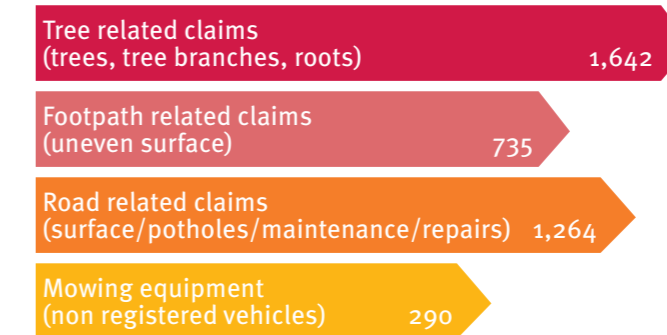 Tree related claims
(trees, tree branches, roots) 1,642
Footpath related claims
(uneven surface) 735
Road related claims
(surface/potholes/maintenance/repairs) 1,264
Mowing equipment
(non registered vehicles) 290